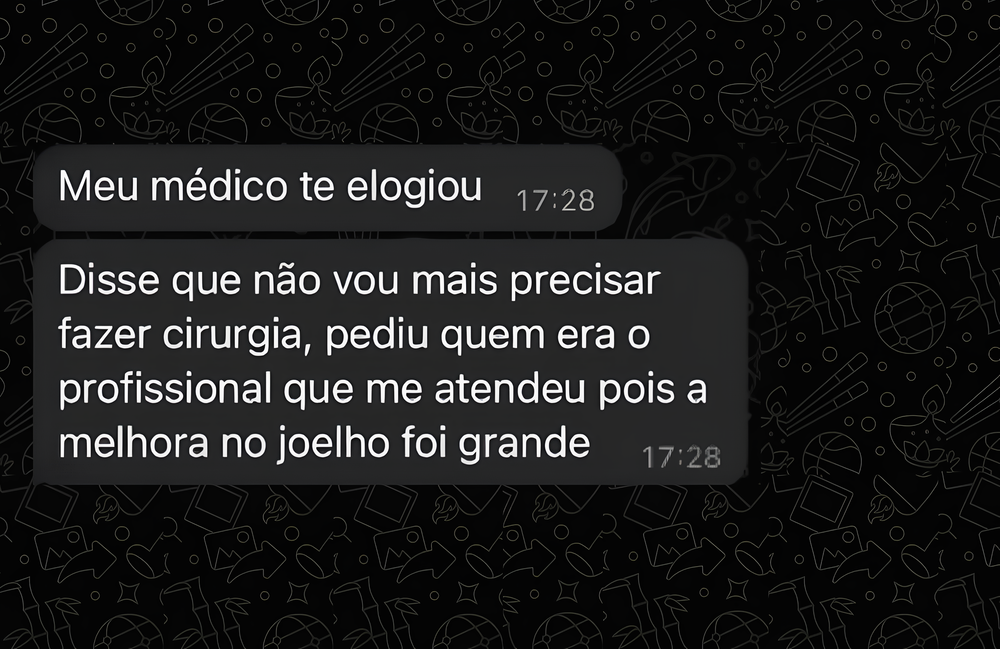 Meu médico te elogiou 17:28
Disse que não vou mais precisar
fazer cirurgia, pediu quem era o
profissional que me atendeu pois a
melhora no joelho foi grande 17:28